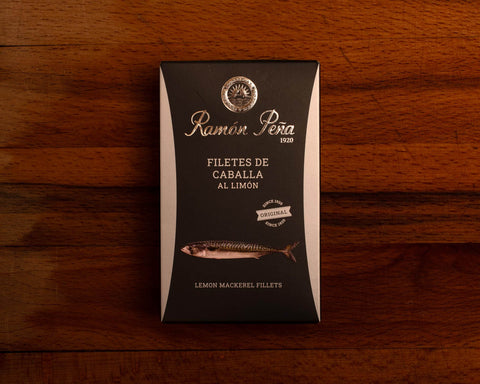 Ramón Peña
1920
FILETES DE
CABALLA
AL LIMÓN
SINCE 1920
ORIGINAL
SINCE 1920
LEMON MACKEREL FILLETS